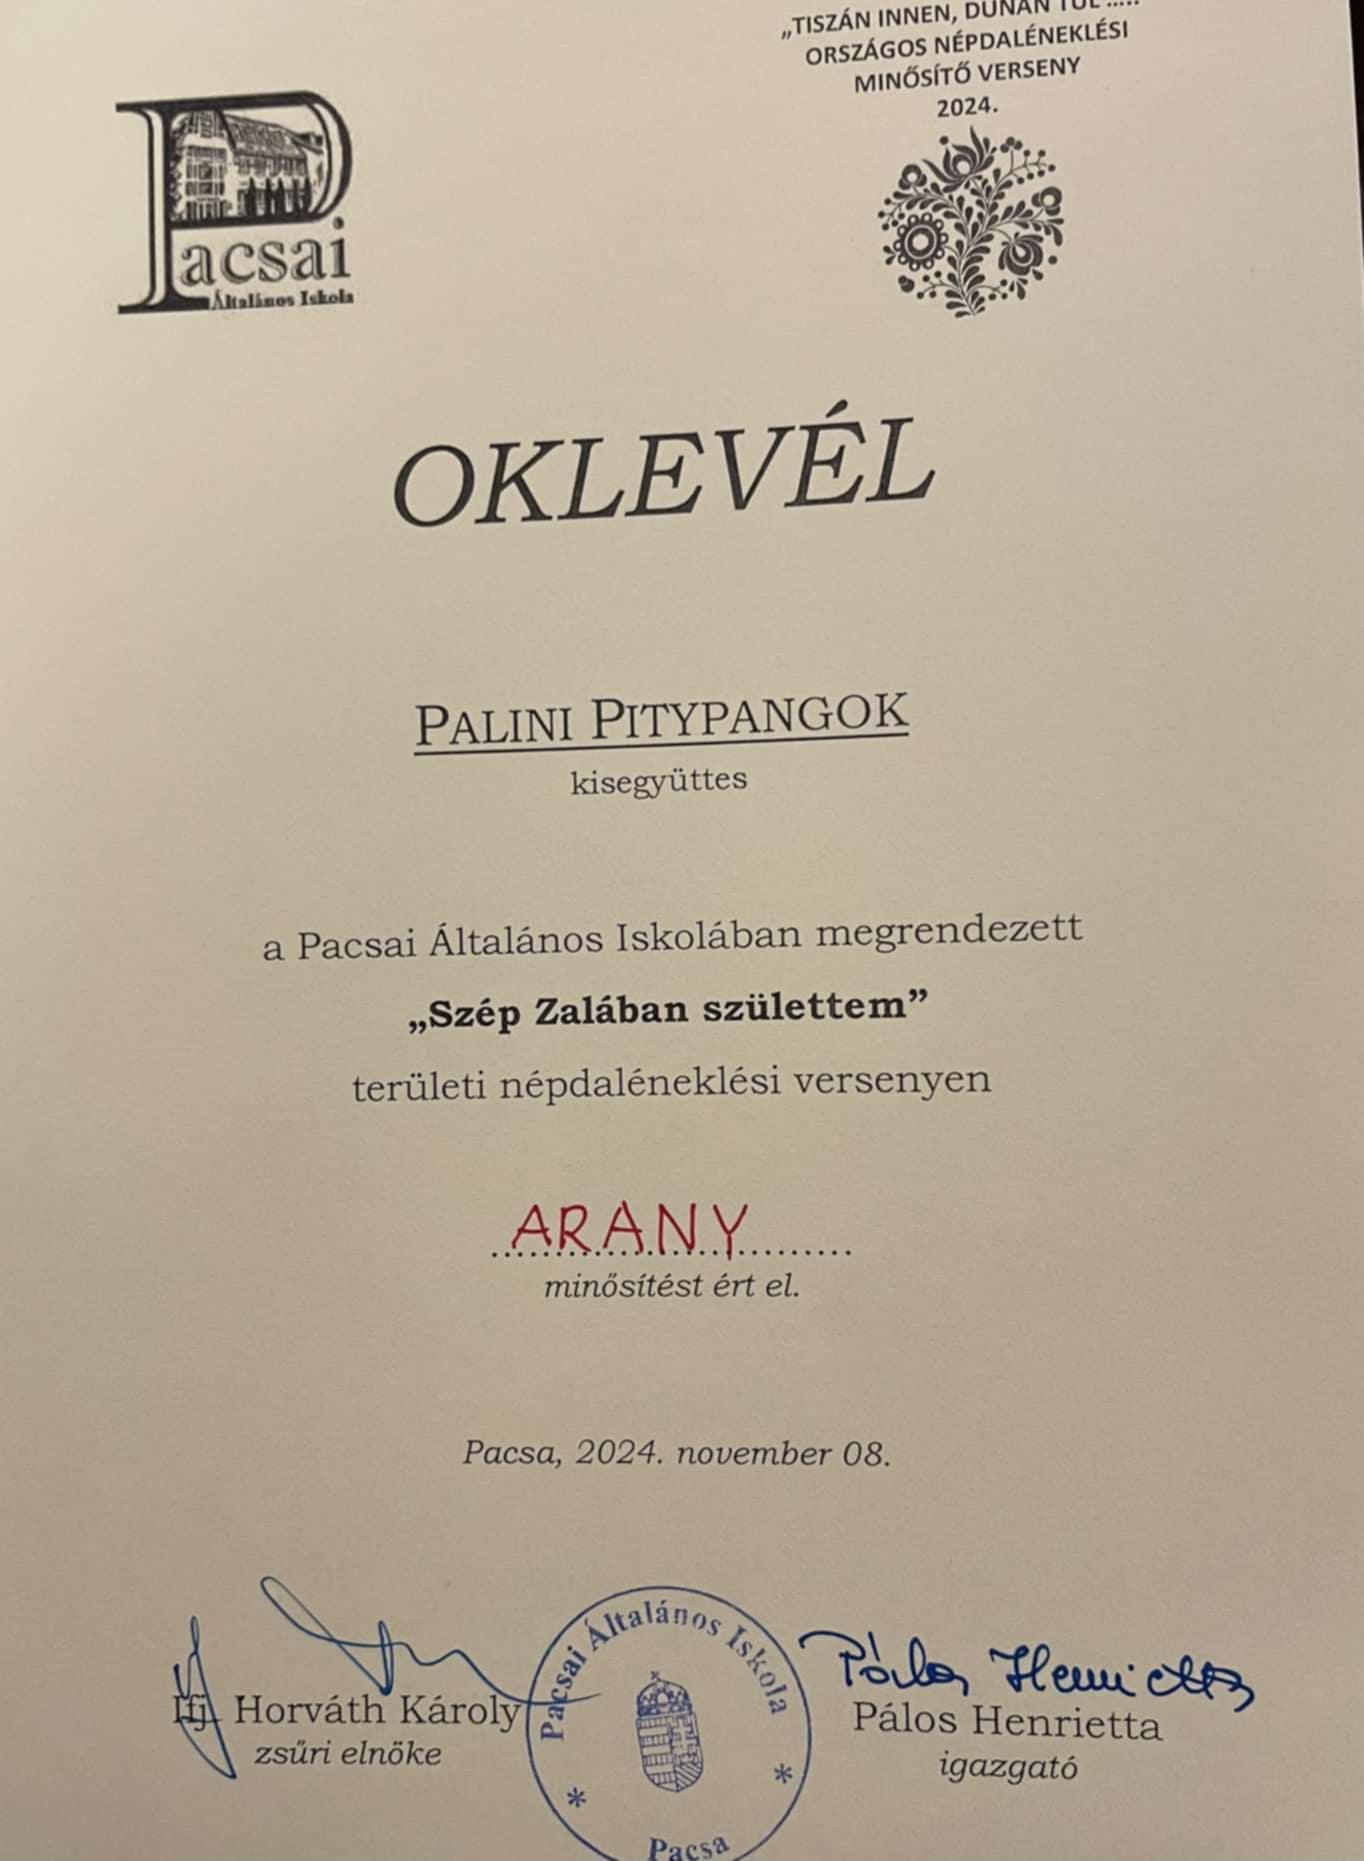 „TISZÁN INNEN, DUNÁN TÚL .....
ORSZÁGOS NÉPDALÉNEKLÉSI
MINŐSÍTŐ VERSENY
2024.
Pacsai
Általános Iskola
OKLEVÉL
PALINI PITYPANGOK
kisegyüttes
a Pacsai Általános Iskolában megrendezett
„Szép Zalában születtem”
területi népdaléneklési versenyen
ARANY
minősítést ért el.
Pacsa, 2024. november 08.
Ifj. Horváth Károly
zsűri elnöke
Pacsai Általános Iskola
* Pacsa *
Pálos Henrietta
Pálos Henrietta
igazgató